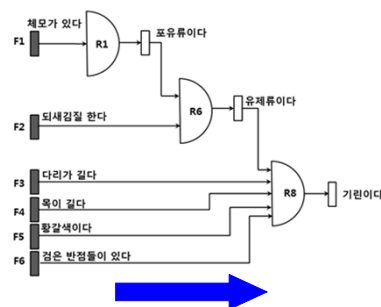 체모가 있다
F1
R1
포유류이다
F2
되새김질 한다
R6
유제류이다
F3
다리가 길다
F4
목이 길다
R8
기린이다
F5
황갈색이다
F6
검은 반점들이 있다